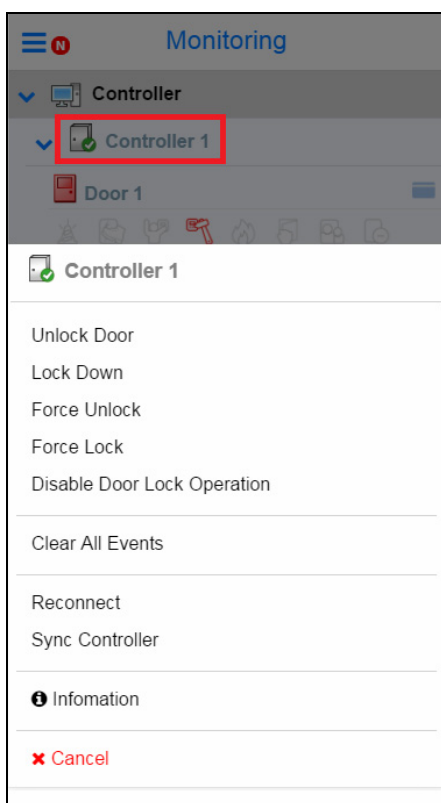 N Monitoring
Controller
Controller 1
Door 1
Controller 1
Unlock Door
Lock Down
Force Unlock
Force Lock
Disable Door Lock Operation
Clear All Events
Reconnect
Sync Controller
Infomation
Cancel